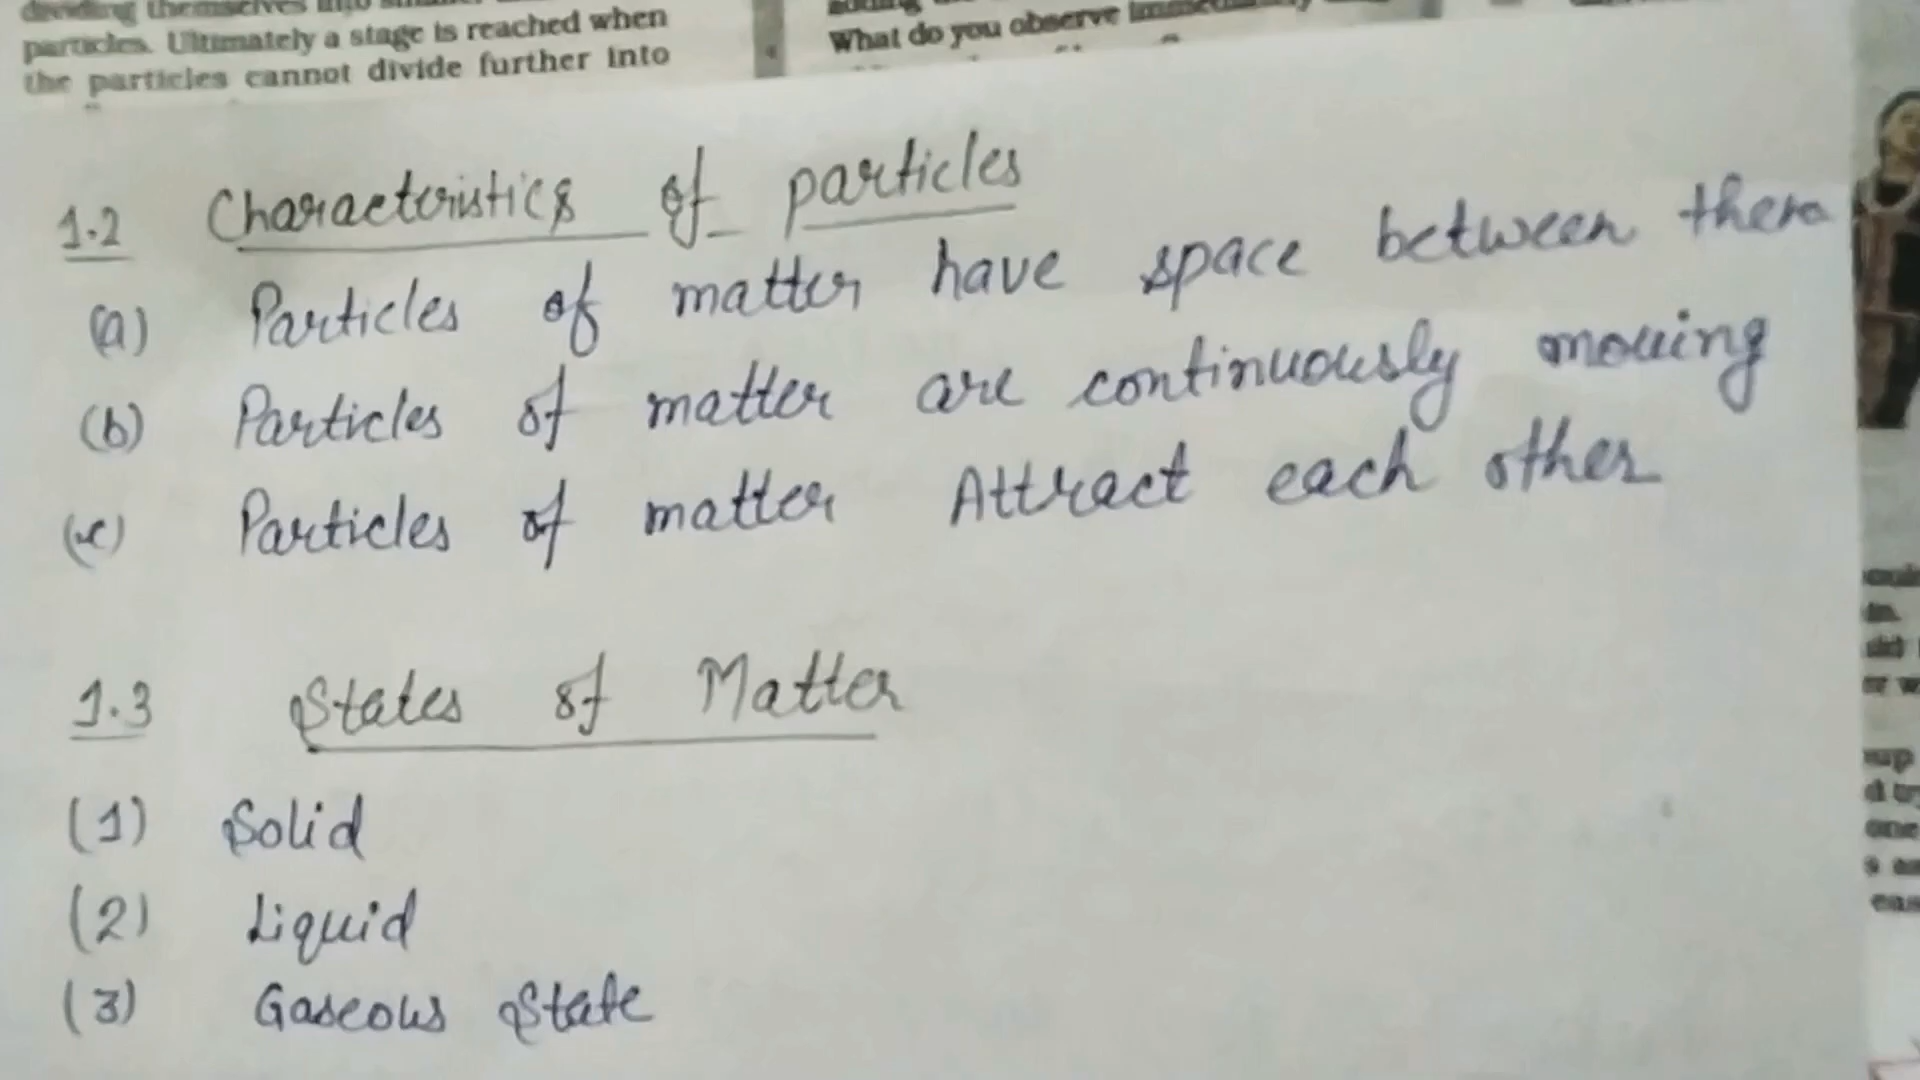 particles. Ultimately a stage is reached when
the particles cannot divide further into
What do you observe immediately
1.2 Characteristics of particles
(a) Particles of matter have space between them
(b) Particles of matter are continuously moving
(c) Particles of matter Attract each other
1.3 States of Matter
(1) Solid
(2) Liquid
(3) Gaseous State